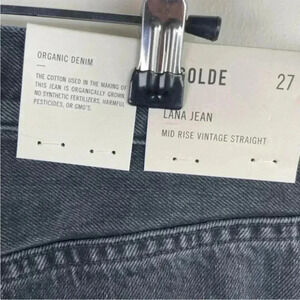 ORGANIC DENIM
THE COTTON USED IN THE MAKING OF
THIS JEAN IS ORGANICALLY GROWN.
NO SYNTHETIC FERTILIZERS, HARMFUL
PESTICIDES, OR GMO'S.
GOLDE 27
LANA JEAN
MID RISE VINTAGE STRAIGHT